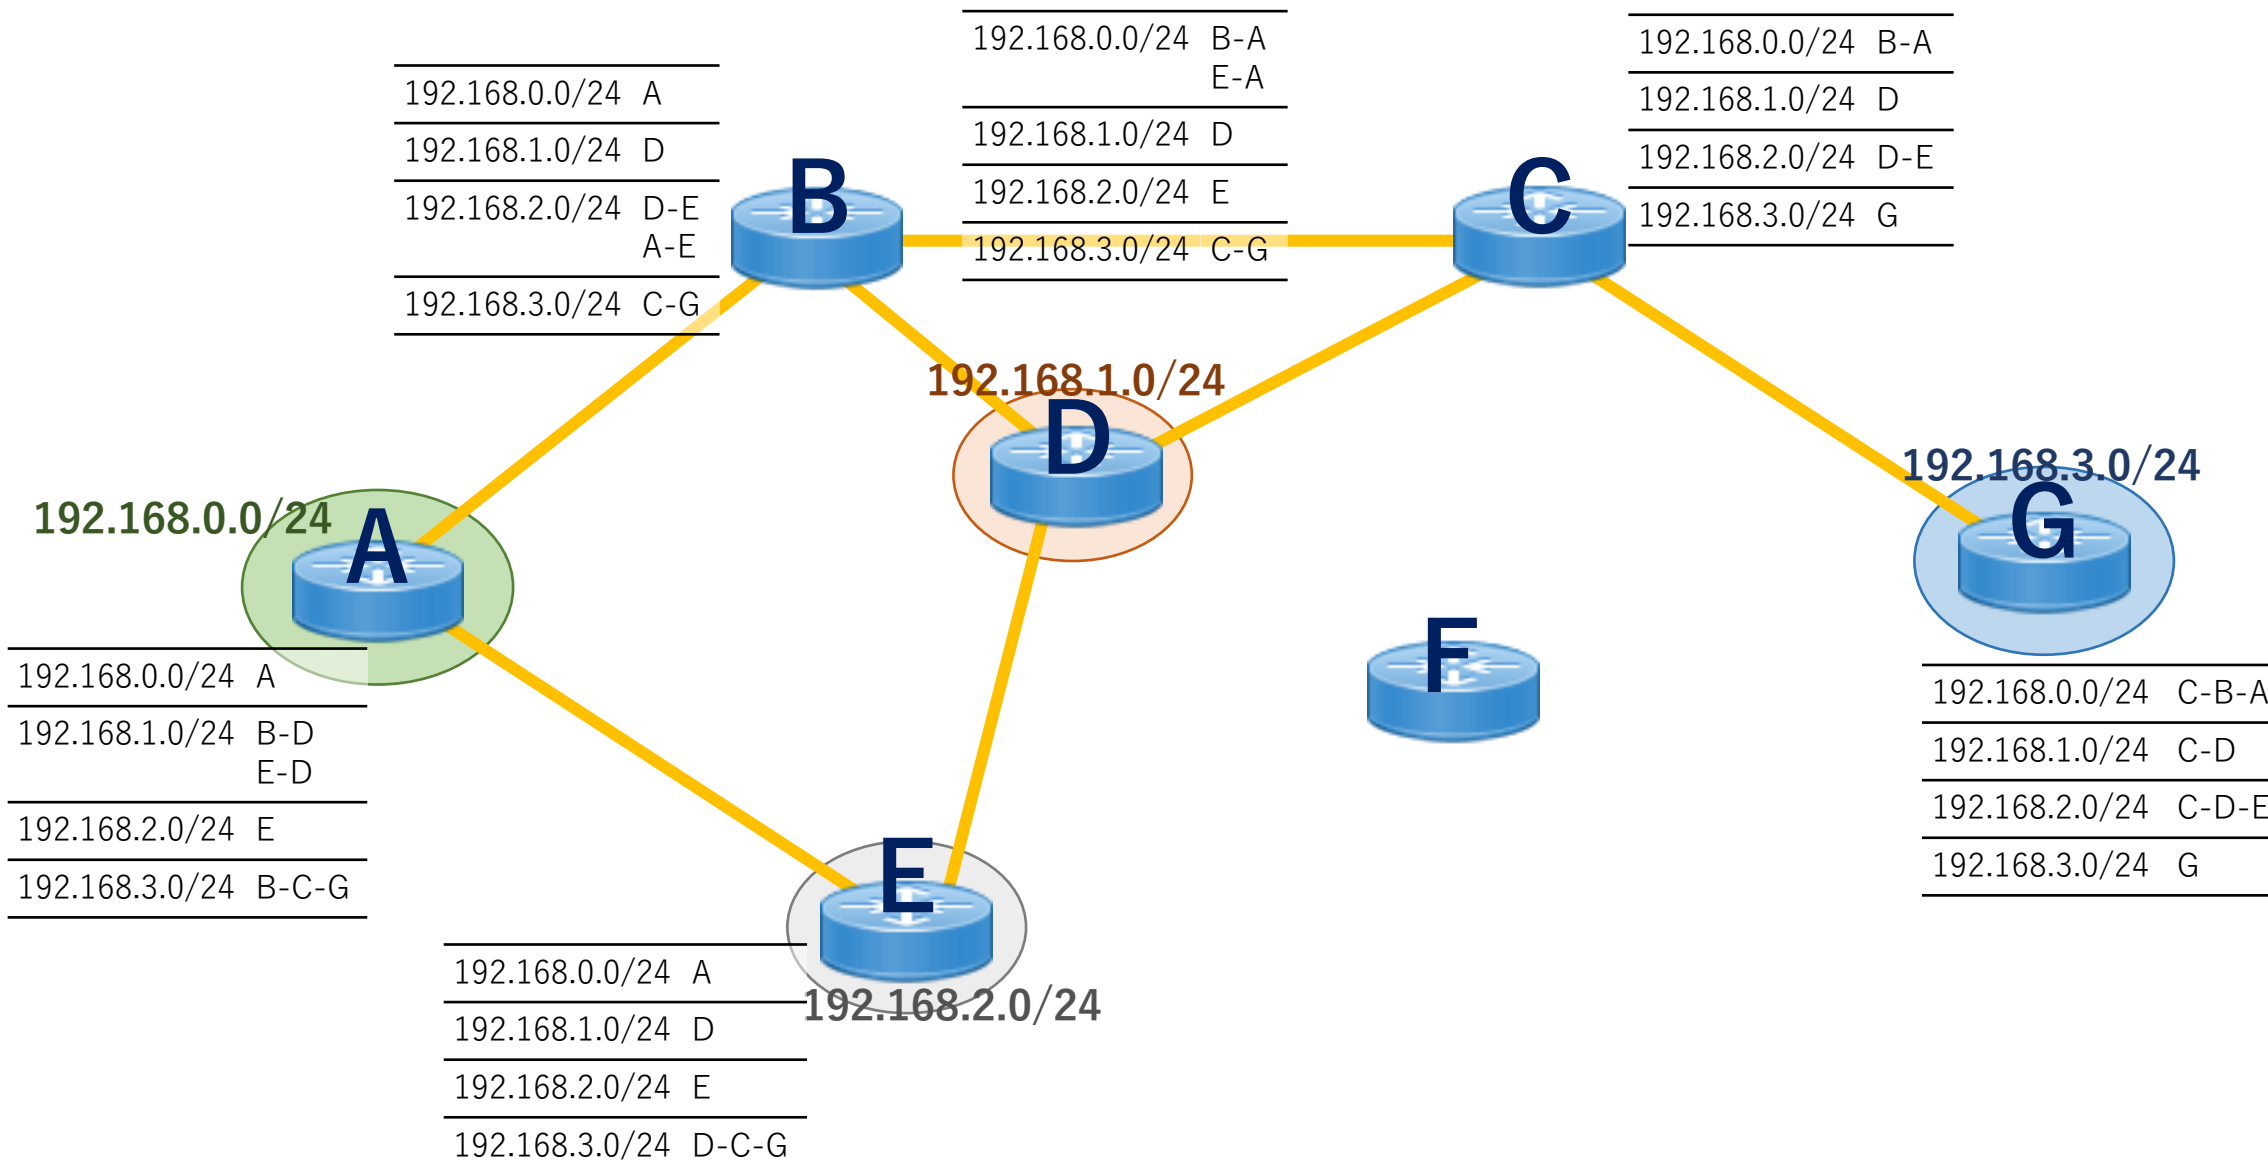 192.168.0.0/24 A
192.168.1.0/24 D
192.168.2.0/24 D-E
A-E
192.168.3.0/24 C-G
B
192.168.0.0/24 B-A
E-A
192.168.1.0/24 D
192.168.2.0/24 E
192.168.3.0/24 C-G
C
192.168.0.0/24 B-A
192.168.1.0/24 D
192.168.2.0/24 D-E
192.168.3.0/24 G
192.168.1.0/24
D
192.168.3.0/24
G
192.168.0.0/24
A
F
192.168.0.0/24 A
192.168.1.0/24 B-D
E-D
192.168.2.0/24 E
192.168.3.0/24 B-C-G
192.168.0.0/24 C-B-A
192.168.1.0/24 C-D
192.168.2.0/24 C-D-E
192.168.3.0/24 G
E
192.168.2.0/24
192.168.0.0/24 A
192.168.1.0/24 D
192.168.2.0/24 E
192.168.3.0/24 D-C-G